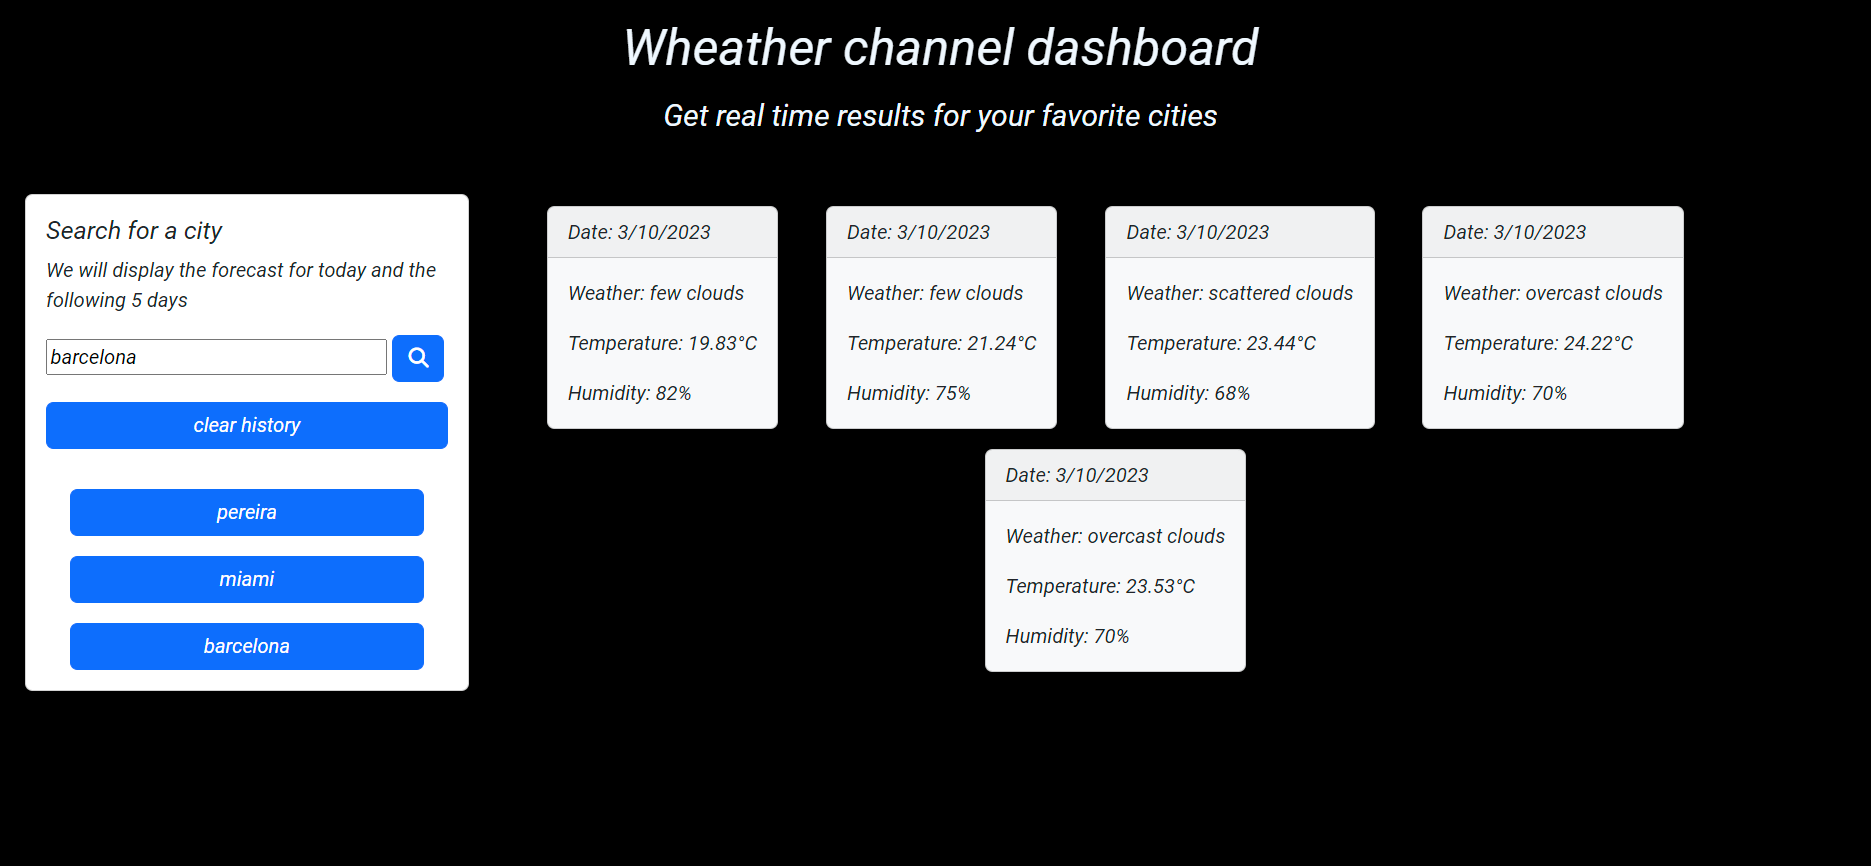 Wheather channel dashboard
Get real time results for your favorite cities
Search for a city
We will display the forecast for today and the
following 5 days
barcelona
clear history
pereira
miami
barcelona
Date: 3/10/2023
Weather: few clouds
Temperature: 19.83°C
Humidity: 82%
Date: 3/10/2023
Weather: few clouds
Temperature: 21.24°C
Humidity: 75%
Date: 3/10/2023
Weather: scattered clouds
Temperature: 23.44°C
Humidity: 68%
Date: 3/10/2023
Weather: overcast clouds
Temperature: 24.22°C
Humidity: 70%
Date: 3/10/2023
Weather: overcast clouds
Temperature: 23.53°C
Humidity: 70%